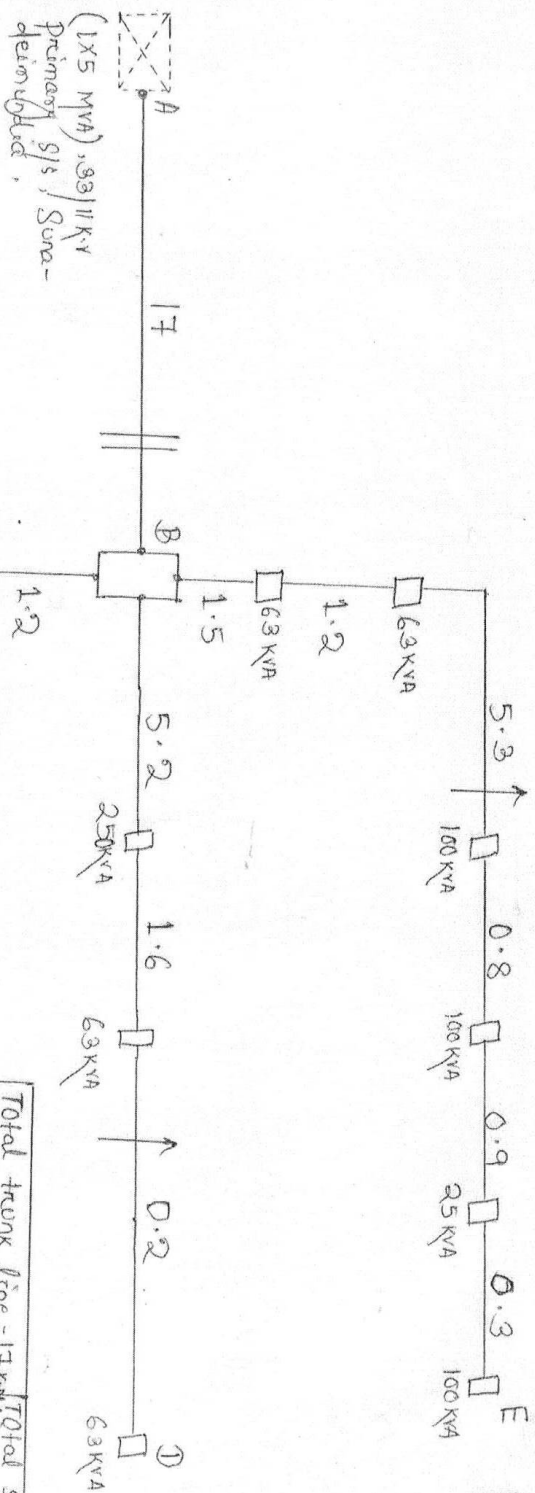 A
(1X5 MVA), 33/11 K.V
primary S/S,
17
B
1.5
63 KVA
1.2
63 KVA
5.3
100 KVA
0.8
100 KVA
0.9
25 KVA
0.3
100 KVA
E
5.2
250 KVA
1.6
63 KVA
0.2
63 KVA
D
1.2
Total trunk line - 17 KM Total